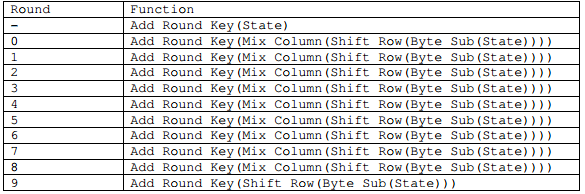 Round Function
– Add Round Key(State)
0 Add Round Key(Mix Column(Shift Row(Byte Sub(State))))
1 Add Round Key(Mix Column(Shift Row(Byte Sub(State))))
2 Add Round Key(Mix Column(Shift Row(Byte Sub(State))))
3 Add Round Key(Mix Column(Shift Row(Byte Sub(State))))
4 Add Round Key(Mix Column(Shift Row(Byte Sub(State))))
5 Add Round Key(Mix Column(Shift Row(Byte Sub(State))))
6 Add Round Key(Mix Column(Shift Row(Byte Sub(State))))
7 Add Round Key(Mix Column(Shift Row(Byte Sub(State))))
8 Add Round Key(Mix Column(Shift Row(Byte Sub(State))))
9 Add Round Key(Shift Row(Byte Sub(State)))